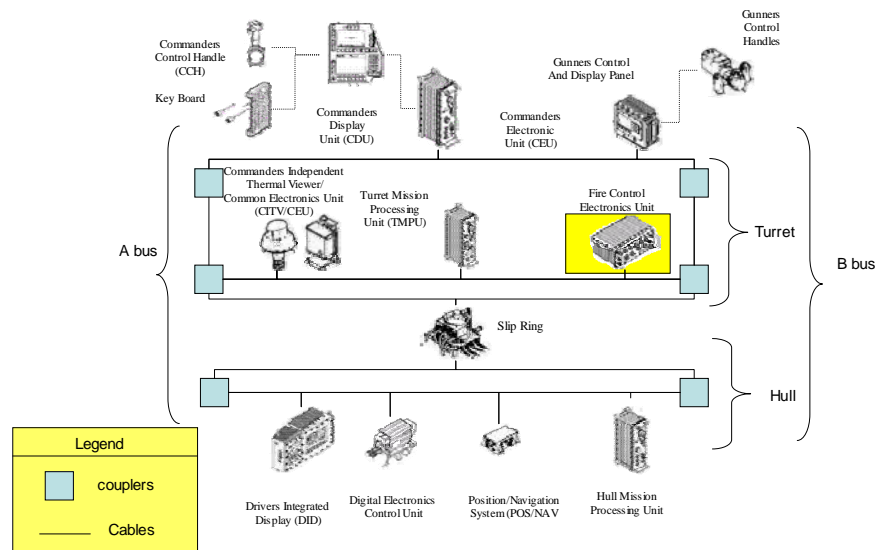 Commanders
Control Handle
(CCH)
Key Board
Commanders
Display
Unit (CDU)
Gunners Control
And Display Panel
Commanders
Electronic
Unit (CEU)
Gunners
Control
Handles
A bus
Commanders Independent
Thermal Viewer/
Common Electronics Unit
(CITV/CEU)
Turret Mission
Processing
Unit (TMPU)
Fire Control
Electronics Unit
Turret
B bus
Slip Ring
Hull
Legend
couplers
Cables
Drivers Integrated
Display (DID)
Digital Electronics
Control Unit
Position/Navigation
System (POS/NAV
Hull Mission
Processing Unit